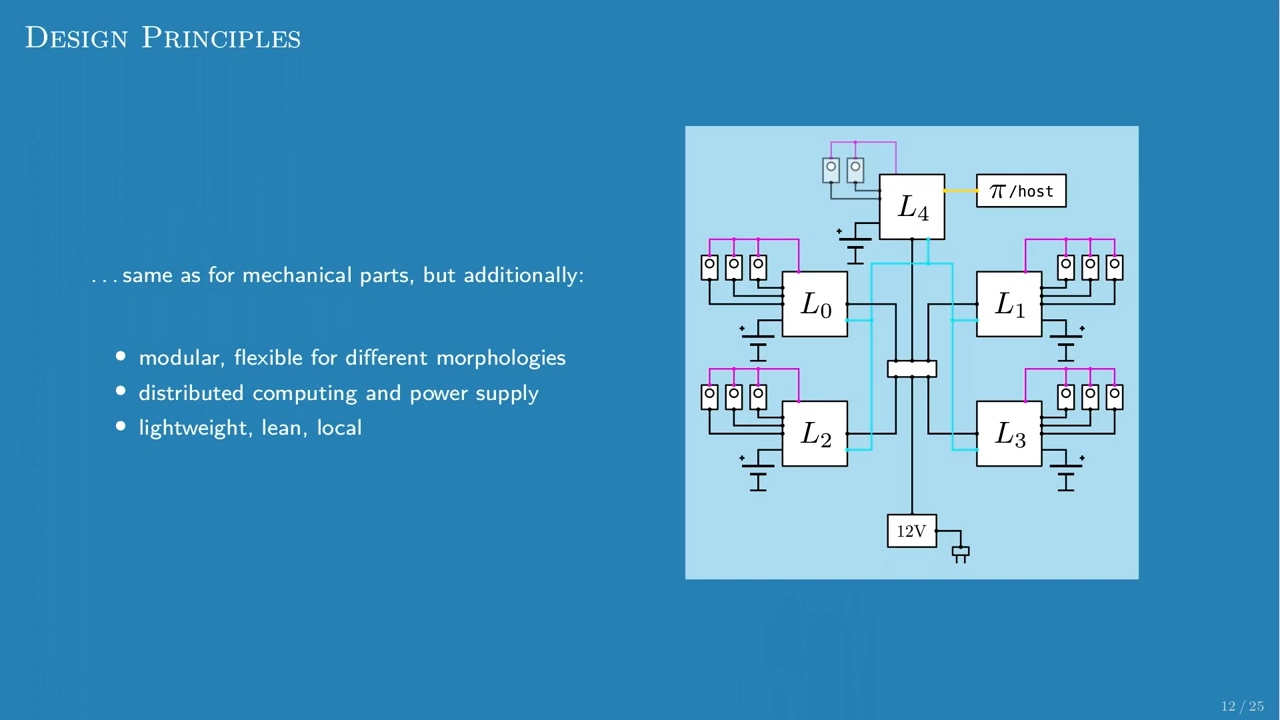 Design Principles
. . . same as for mechanical parts, but additionally:
• modular, flexible for different morphologies
• distributed computing and power supply
• lightweight, lean, local
L4
π/host
+
L0
L1
+
+
L2
L3
+
+
12V
12 / 25